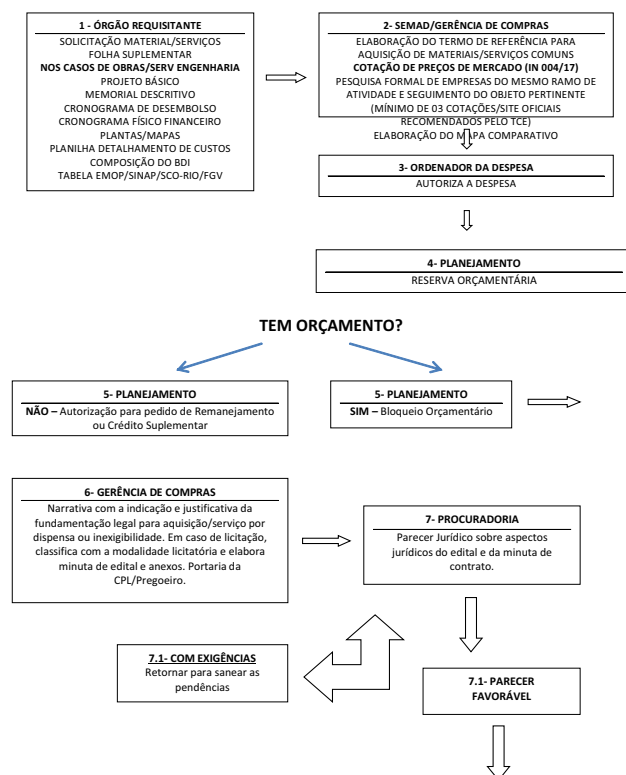 1 - ÓRGÃO REQUISITANTE
SOLICITAÇÃO MATERIAL/SERVIÇOS
FOLHA SUPLEMENTAR
NOS CASOS DE OBRAS/SERV ENGENHARIA
PROJETO BÁSICO
MEMORIAL DESCRITIVO
CRONOGRAMA DE DESEMBOLSO
CRONOGRAMA FÍSICO FINANCEIRO
PLANTAS/MAPAS
PLANILHA DETALHAMENTO DE CUSTOS
COMPOSIÇÃO DO BDI
TABELA EMOP/SINAP/SCO-RIO/FGV
2- SEMAD/GERÊNCIA DE COMPRAS
ELABORAÇÃO DO TERMO DE REFERÊNCIA PARA
AQUISIÇÃO DE MATERIAIS/SERVIÇOS COMUNS
COTAÇÃO DE PREÇOS DE MERCADO (IN 004/17)
PESQUISA FORMAL DE EMPRESAS DO MESMO RAMO DE
ATIVIDADE E SEGUIMENTO DO OBJETO PERTINENTE
(MÍNIMO DE 03 COTAÇÕES/SITE OFICIAIS
RECOMENDADOS PELO TCE)
ELABORAÇÃO DO MAPA COMPARATIVO
3- ORDENADOR DA DESPESA
AUTORIZA A DESPESA
4- PLANEJAMENTO
RESERVA ORÇAMENTÁRIA
TEM ORÇAMENTO?
5- PLANEJAMENTO
NÃO – Autorização para pedido de Remanejamento
ou Crédito Suplementar
5- PLANEJAMENTO
SIM – Bloqueio Orçamentário
6- GERÊNCIA DE COMPRAS
Narrativa com a indicação e justificativa da
fundamentação legal para aquisição/serviço por
dispensa ou inexigibilidade. Em caso de licitação,
classifica com a modalidade licitatória e elabora
minuta de edital e anexos. Portaria da
CPL/Pregoeiro.
7- PROCURADORIA
Parecer Jurídico sobre aspectos
jurídicos do edital e da minuta de
contrato.
7.1- COM EXIGÊNCIAS
Retornar para sanear as
pendências
7.1- PARECER
FAVORÁVEL